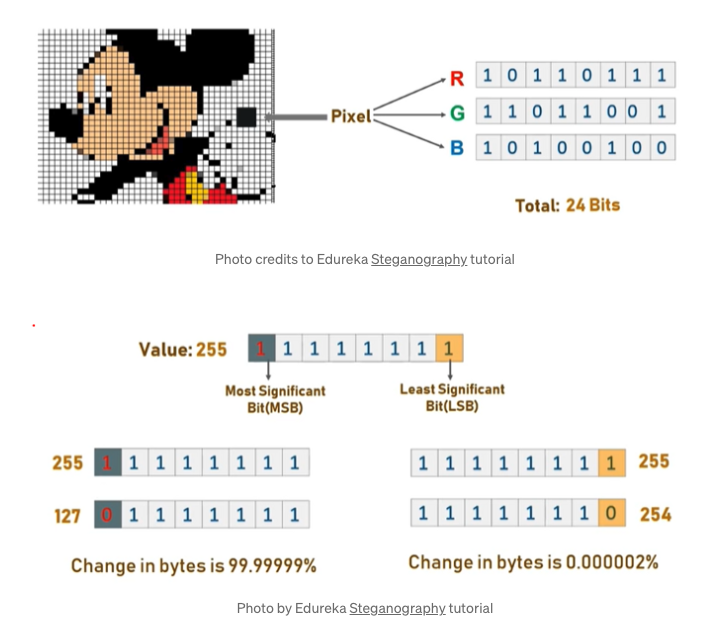 R 1 0 1 1 0 1 1 1
Pixel G 1 1 0 1 1 0 0 1
B 1 0 1 0 0 1 0 0
Total: 24 Bits
Photo credits to Edureka Steganography tutorial
Value: 255 1 1 1 1 1 1 1 1
Most Significant Bit(MSB)
Least Significant Bit(LSB)
255 1 1 1 1 1 1 1 1
1 1 1 1 1 1 1 1 255
127 0 1 1 1 1 1 1 1
1 1 1 1 1 1 1 0 254
Change in bytes is 99.99999%
Change in bytes is 0.000002%
Photo by Edureka Steganography tutorial